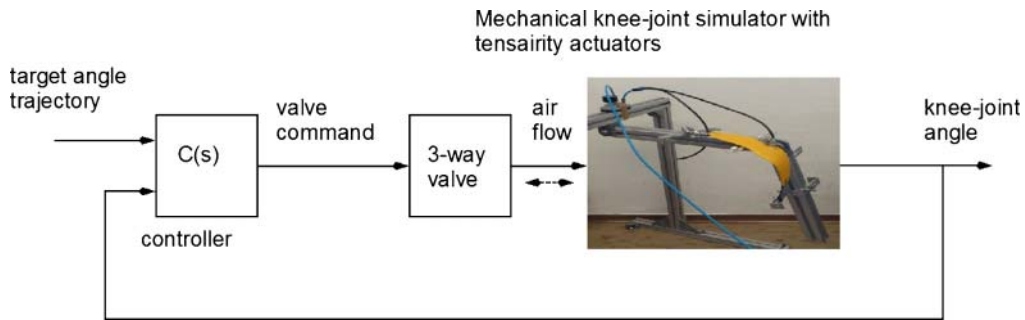 Mechanical knee-joint simulator with
tensairity actuators
target angle
trajectory
valve
command
air
flow
knee-joint
angle
C(s)
3-way
valve
controller